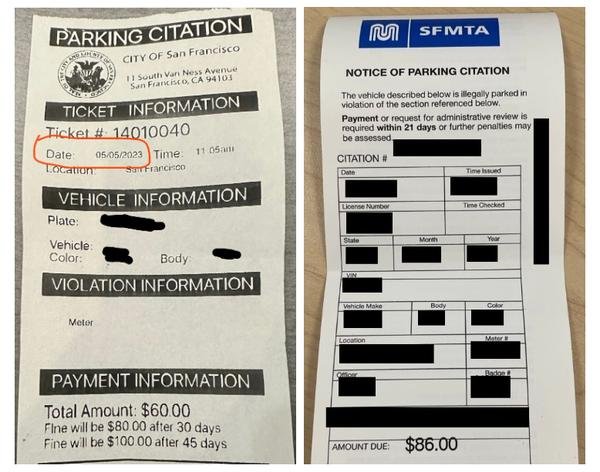 PARKING CITATION
CITY OF San Francisco
11 South Van Ness Avenue
San Francisco, CA 94103
TICKET INFORMATION
Ticket #: 14010040
Date: 05/05/2023 Time: 11:05am
Location: San Francisco
VEHICLE INFORMATION
Plate:
Vehicle:
Color: Body:
VIOLATION INFORMATION
Meter
PAYMENT INFORMATION
Total Amount: $60.00
Fine will be $80.00 after 30 days
Fine will be $100.00 after 45 days
SFMTA
NOTICE OF PARKING CITATION
The vehicle described below is illegally parked in
violation of the section referenced below.
Payment or request for administrative review is
required within 21 days or further penalties may
be assessed.
CITATION #
Date Time Issued
License Number Time Checked
State Month Year
VIN
Vehicle Make Body Color
Location Meter #
Officer Badge #
AMOUNT DUE: $86.00